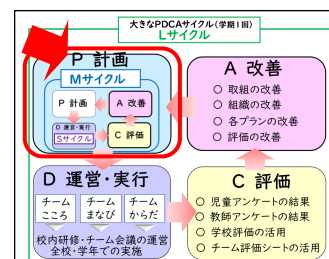 大きなPDCAサイクル(学期1回)
Lサイクル
P 計画
Mサイクル
P 計画
A 改善
D 運営・実行
Sサイクル
C 評価
A 改善
○ 取組の改善
○ 組織の改善
○ 各プランの改善
○ 評価の改善
D 運営・実行
チーム
こころ
チーム
まなび
チーム
からだ
校内研修・チーム会議の運営
全校・学年での実施
C 評価
○ 児童アンケートの結果
○ 教師アンケートの結果
○ 学校評価の活用
○ チーム評価シートの活用